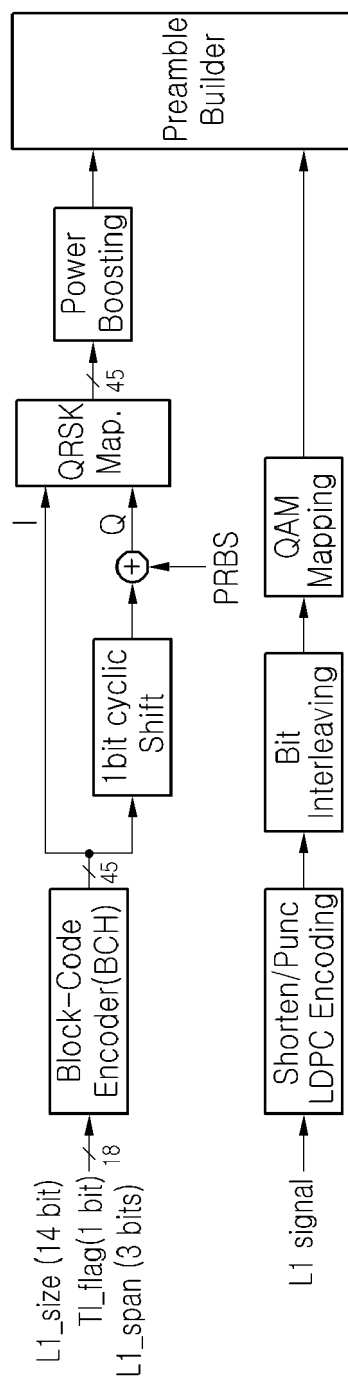 L1_size (14 bit)
TI_flag(1 bit)
L1_span (3 bits)
18
Block-Code
Encoder(BCH)
45
1bit cyclic
Shift
I
Q
PRBS
QRSK
Map.
45
Power
Boosting
Preamble
Builder
L1 signal
Shorten/Punc
LDPC Encoding
Bit
Interleaving
QAM
Mapping